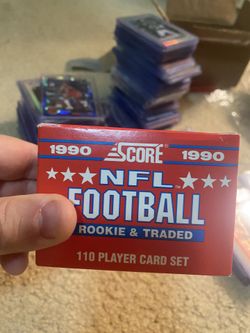 1990 SCORE 1990
NFL
FOOTBALL
ROOKIE & TRADED
110 PLAYER CARD SET